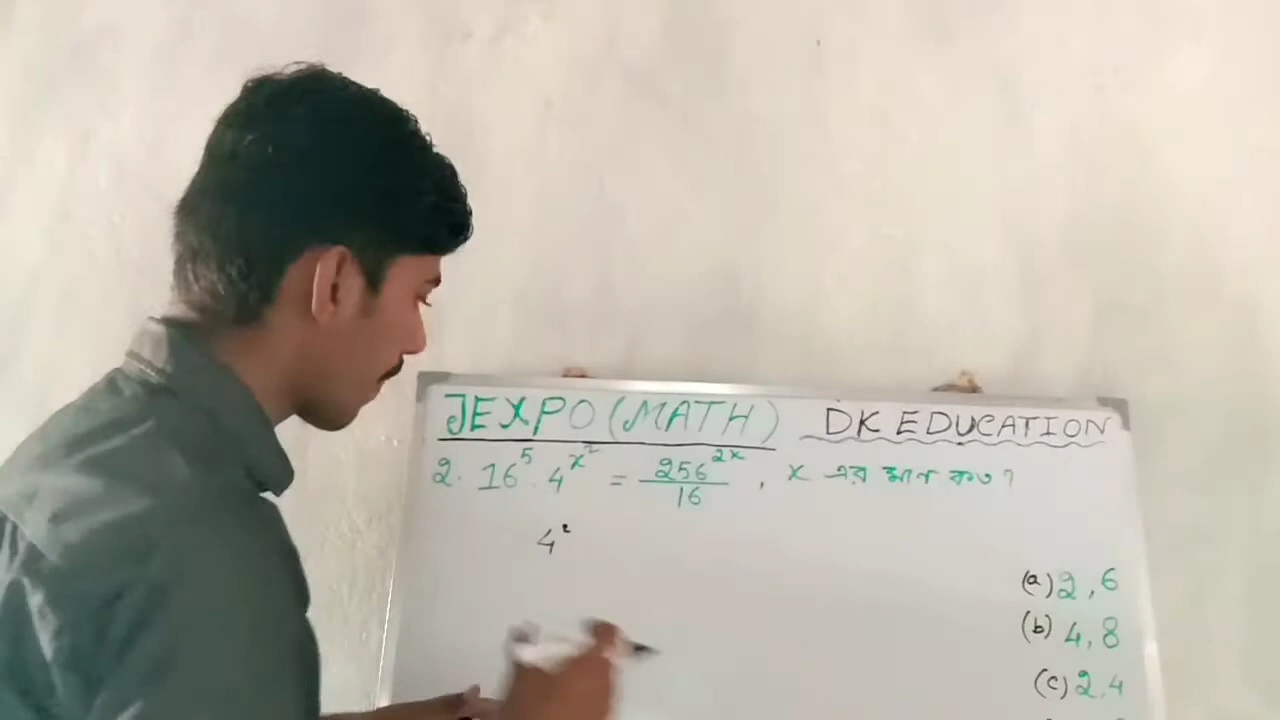 JEXPO (MATH) DK EDUCATION
2. 16⁵ · 4^x² = 256^2x / 16 , x এর মান কত ?
4²
(a) 2, 6
(b) 4, 8
(c) 2, 4